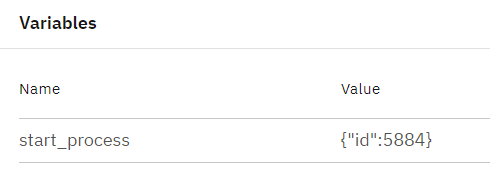 Variables
Name Value
start_process {"id":5884}